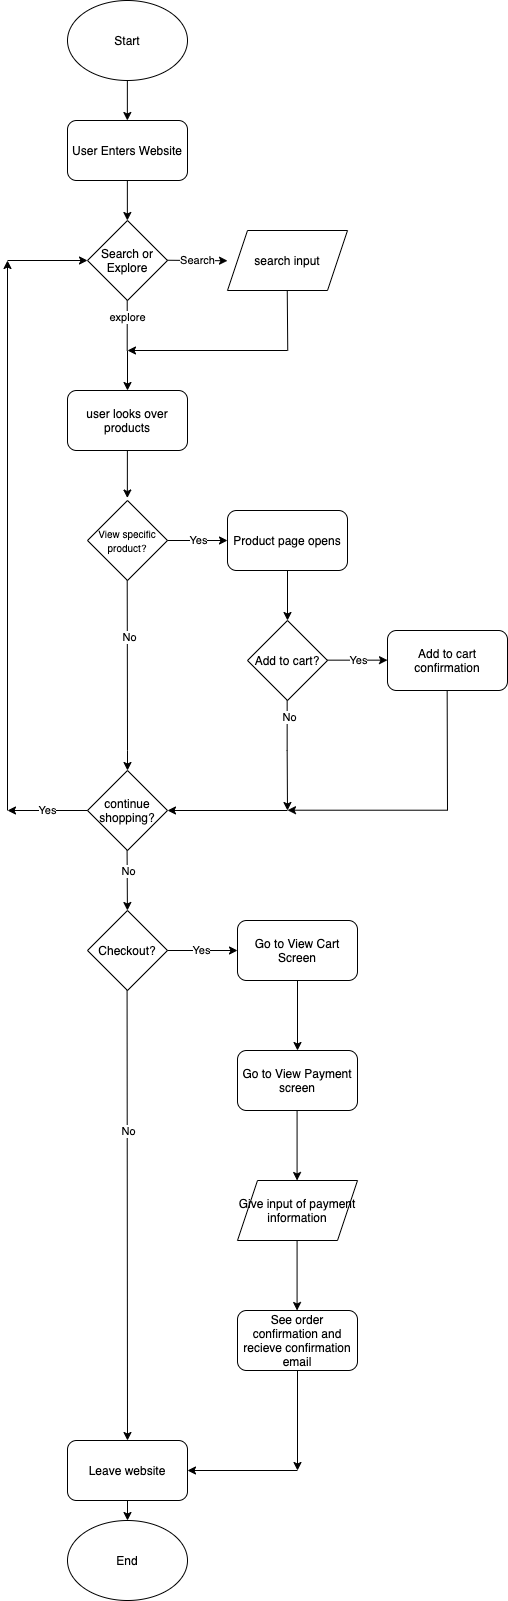 Start
User Enters Website
Search or
Explore
Search
search input
explore
user looks over
products
View specific
product?
Yes
Product page opens
No
Add to cart?
Yes
Add to cart
confirmation
No
continue
shopping?
Yes
No
Checkout?
Yes
Go to View Cart
Screen
Go to View Payment
screen
No
Give input of payment
information
See order
confirmation and
recieve confirmation
email
Leave website
End